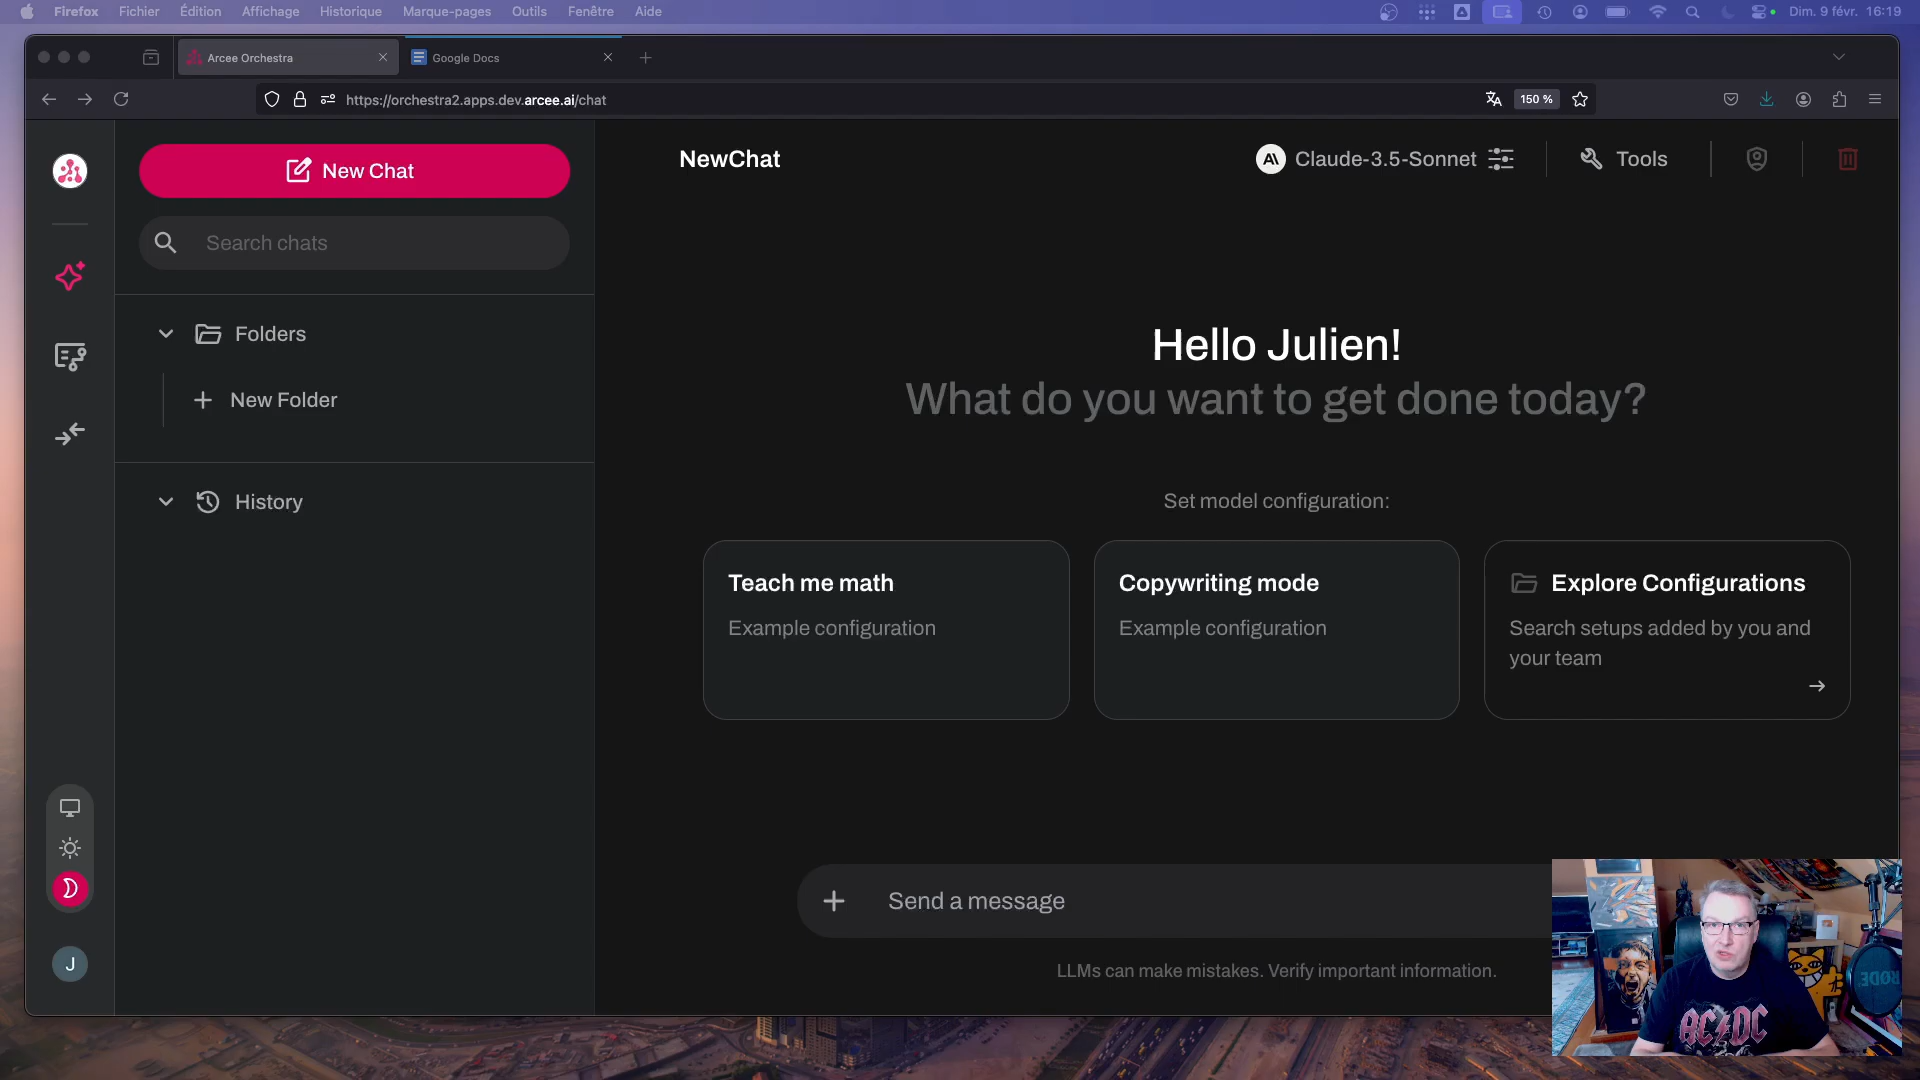 Firefox Fichier Édition Affichage Historique Marque-pages Outils Fenêtre Aide Dim. 9 févr. 16:19
Arcee Orchestra
Google Docs
https://orchestra2.apps.dev.arcee.ai/chat
150 %
New Chat
Search chats
Folders
New Folder
History
J
NewChat
Claude-3.5-Sonnet
Tools
Hello Julien!
What do you want to get done today?
Set model configuration:
Teach me math
Example configuration
Copywriting mode
Example configuration
Explore Configurations
Search setups added by you and
your team
Send a message
LLMs can make mistakes. Verify important information.
RODE
AC DC